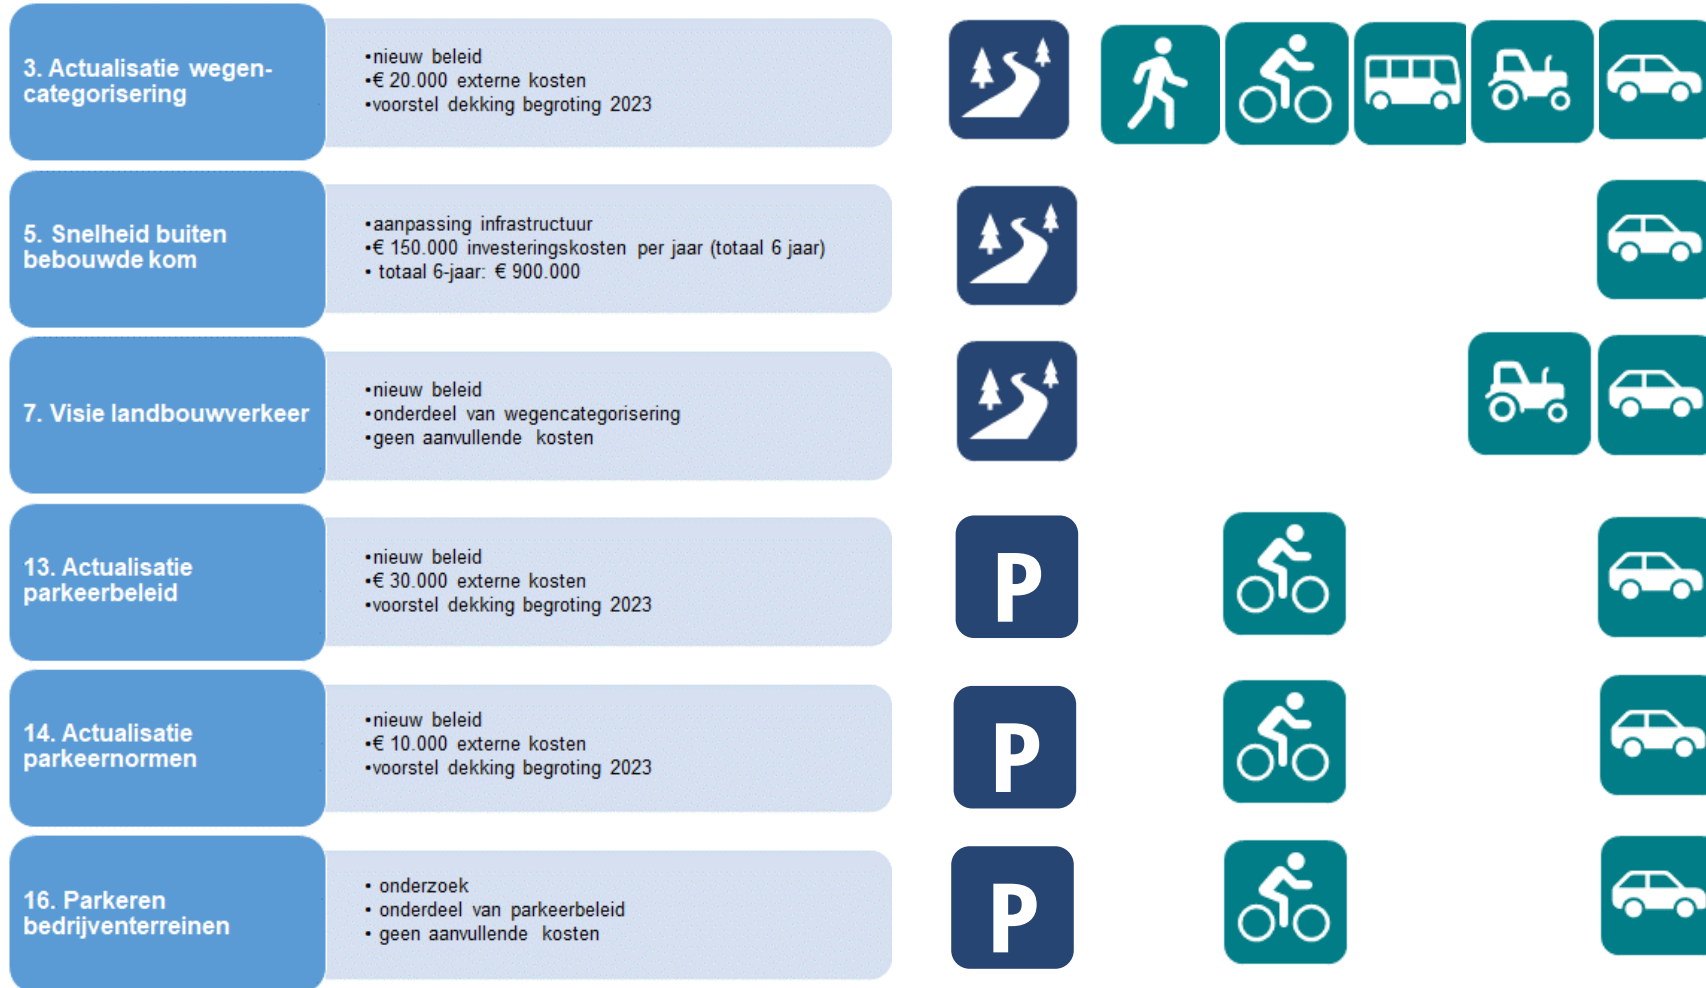 3. Actualisatie wegen-
categorisering
•nieuw beleid
•€ 20.000 externe kosten
•voorstel dekking begroting 2023
5. Snelheid buiten
bebouwde kom
•aanpassing infrastructuur
•€ 150.000 investeringskosten per jaar (totaal 6 jaar)
• totaal 6-jaar: € 900.000
7. Visie landbouwverkeer
•nieuw beleid
•onderdeel van wegencategorisering
•geen aanvullende kosten
13. Actualisatie
parkeerbeleid
•nieuw beleid
•€ 30.000 externe kosten
•voorstel dekking begroting 2023
P
14. Actualisatie
parkeernormen
•nieuw beleid
•€ 10.000 externe kosten
•voorstel dekking begroting 2023
P
16. Parkeren
bedrijventerreinen
• onderzoek
• onderdeel van parkeerbeleid
• geen aanvullende kosten
P